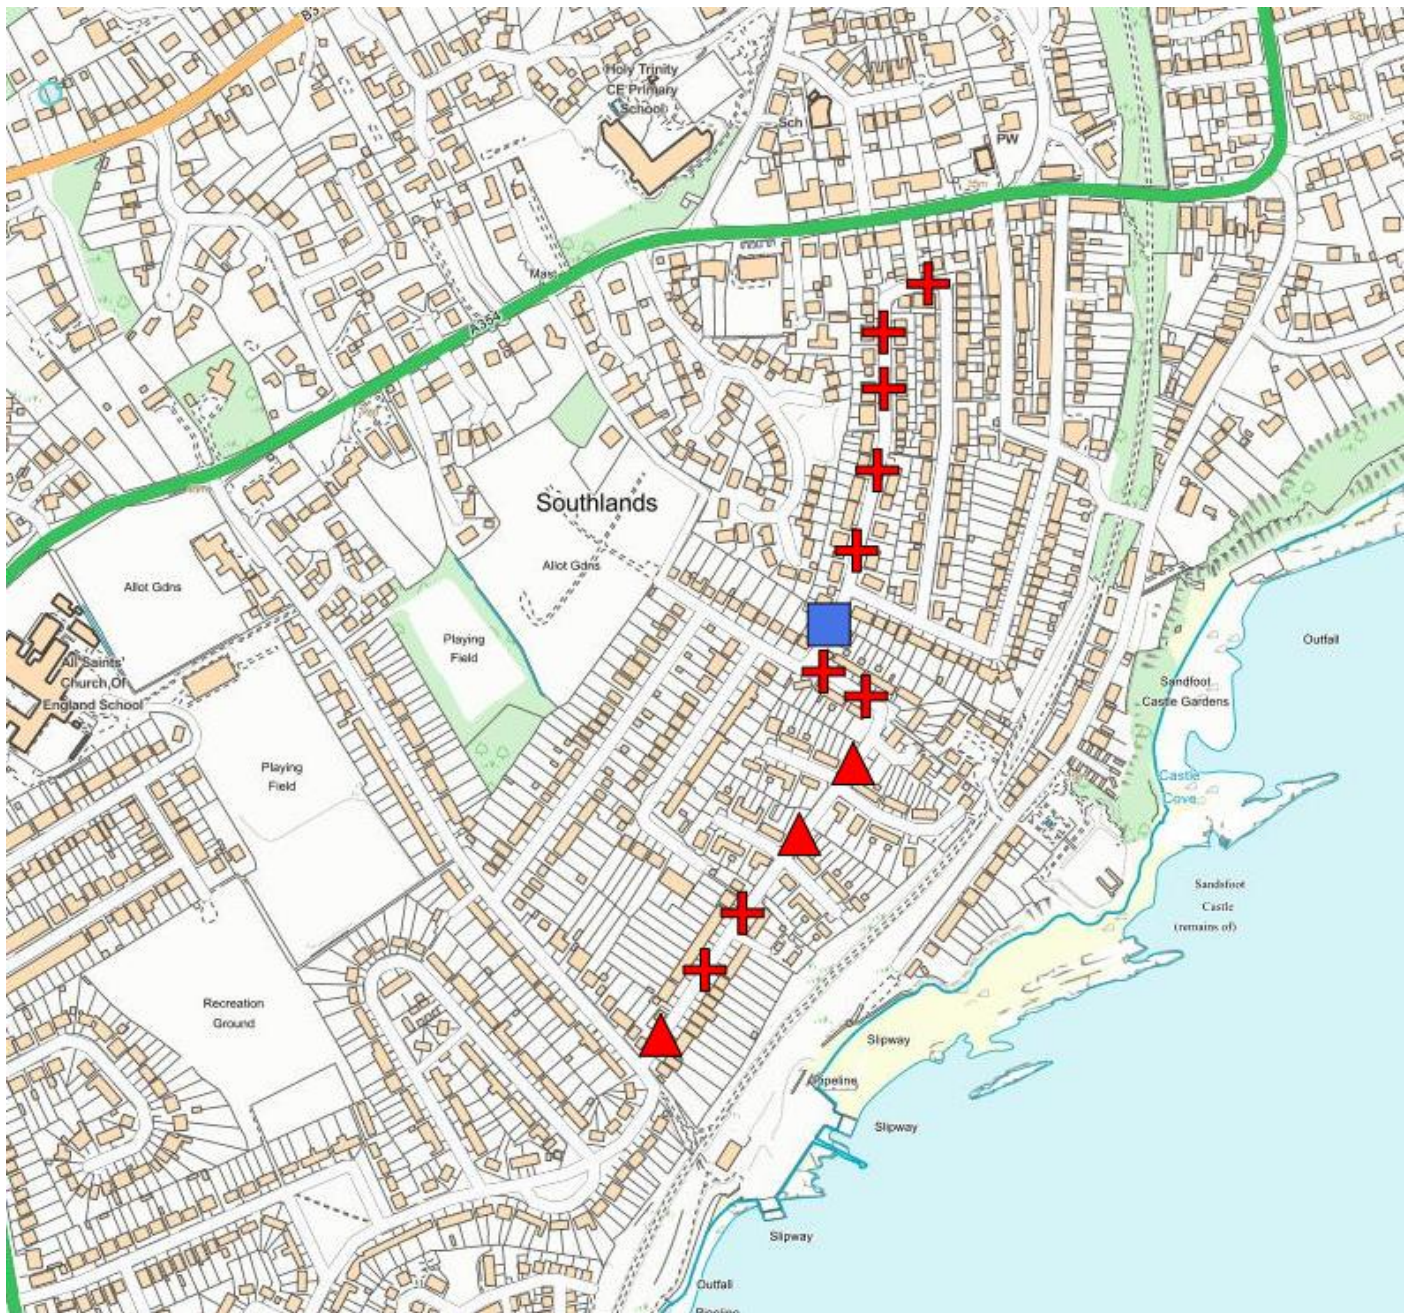 Holy Trinity
CE Primary
School
Sch
PW
Mast
A354
Southlands
Allot Gdns
Allot Gdns
Playing
Field
All Saints'
Church Of
England School
Playing
Field
Outfall
Sandfoot
Castle Gardens
Castle
Cove
Sandsfoot
Castle
(remains of)
Recreation
Ground
Slipway
Pipeline
Slipway
Slipway
Outfall